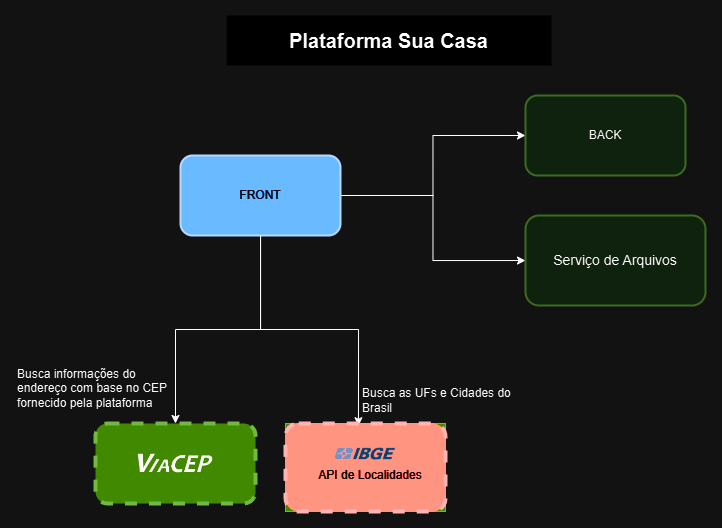 Plataforma Sua Casa
BACK
FRONT
Serviço de Arquivos
Busca informações do
endereço com base no CEP
fornecido pela plataforma
Busca as UFs e Cidades do
Brasil
VIACEP
IBGE
API de Localidades